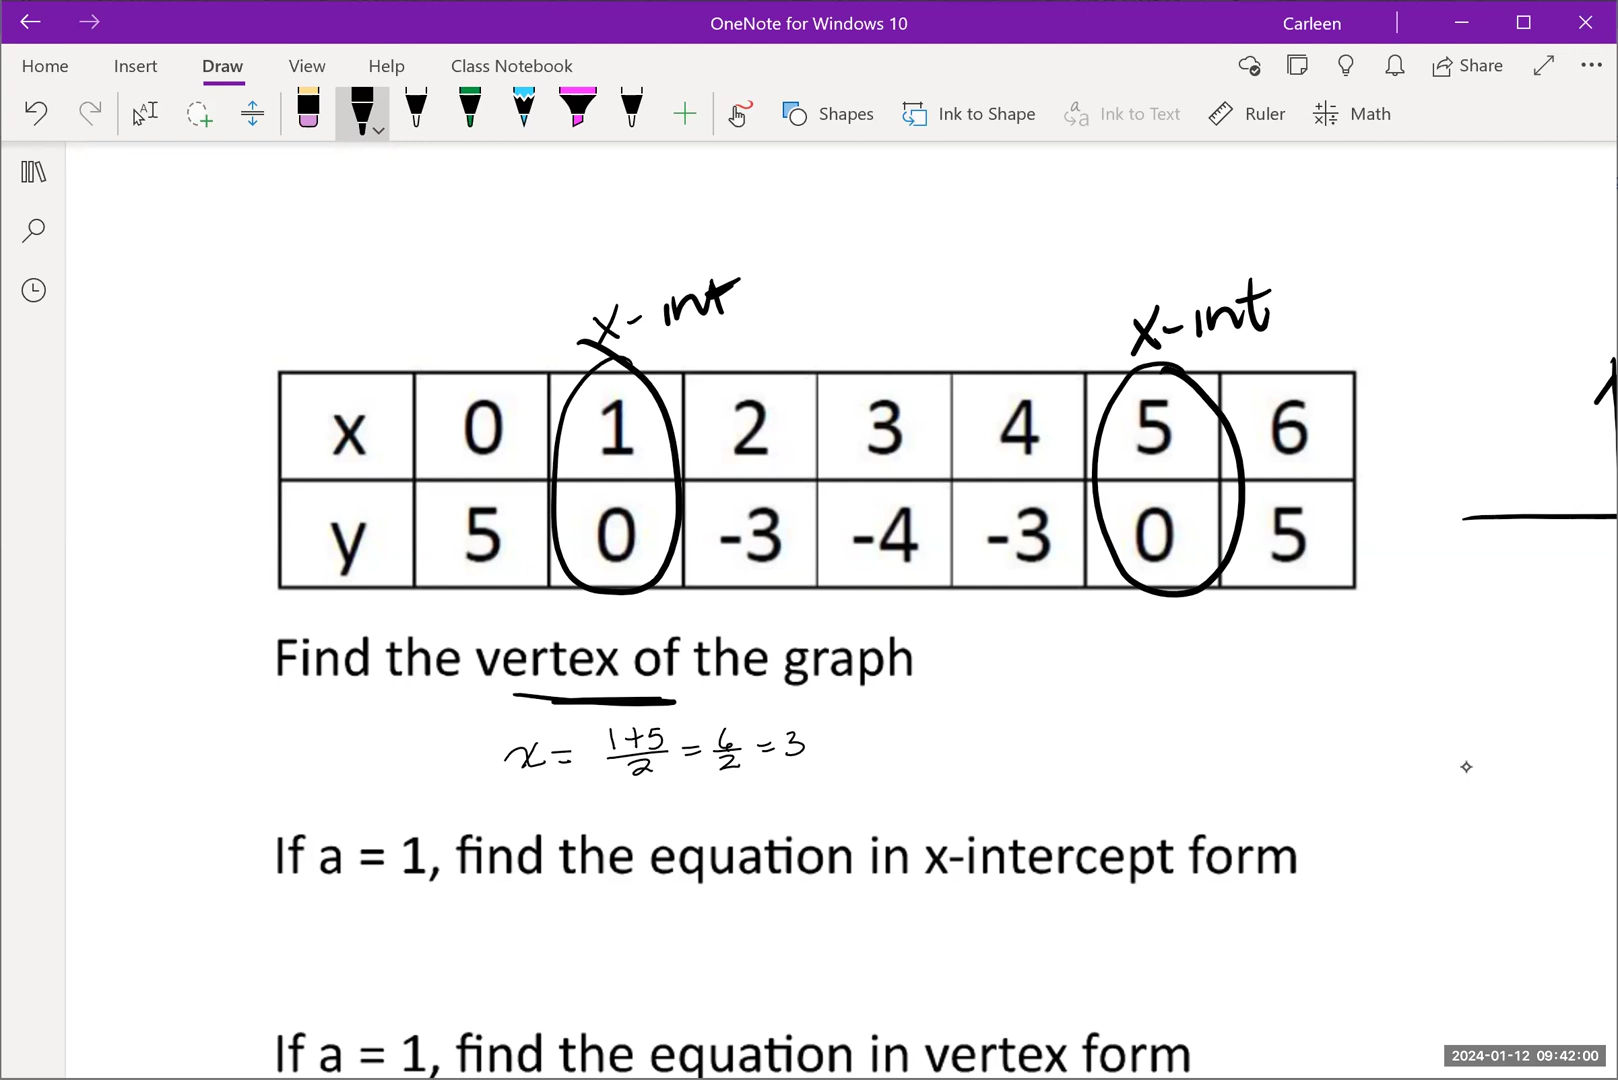 OneNote for Windows 10
Carleen
Home Insert Draw View Help Class Notebook
Share
Shapes Ink to Shape Ink to Text Ruler Math
x-int x-int
x 0 1 2 3 4 5 6
y 5 0 -3 -4 -3 0 5
Find the vertex of the graph
x = 1+5/2 = 6/2 = 3
If a = 1, find the equation in x-intercept form
If a = 1, find the equation in vertex form
2024-01-12 09:42:00